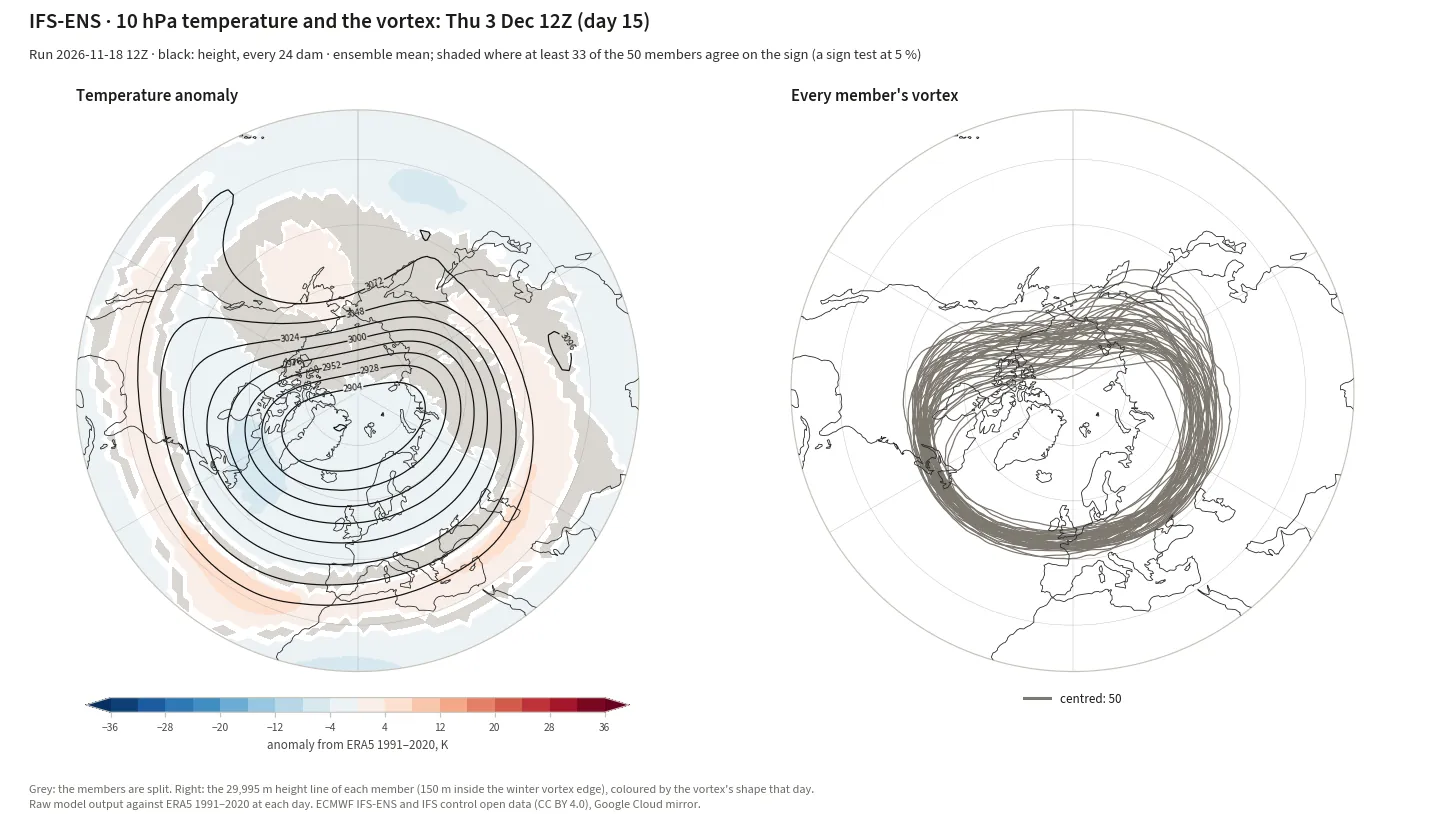 IFS-ENS · 10 hPa temperature and the vortex: Thu 3 Dec 12Z (day 15)
Run 2026-11-18 12Z · black: height, every 24 dam · ensemble mean; shaded where at least 33 of the 50 members agree on the sign (a sign test at 5 %)
Temperature anomaly
Every member's vortex
3072
3048
3024
3000
2952
2928
2904
3096
−36 −28 −20 −12 −4 4 12 20 28 36
anomaly from ERA5 1991–2020, K
centred: 50
Grey: the members are split. Right: the 29,995 m height line of each member (150 m inside the winter vortex edge), coloured by the vortex's shape that day.
Raw model output against ERA5 1991–2020 at each day. ECMWF IFS-ENS and IFS control open data (CC BY 4.0), Google Cloud mirror.